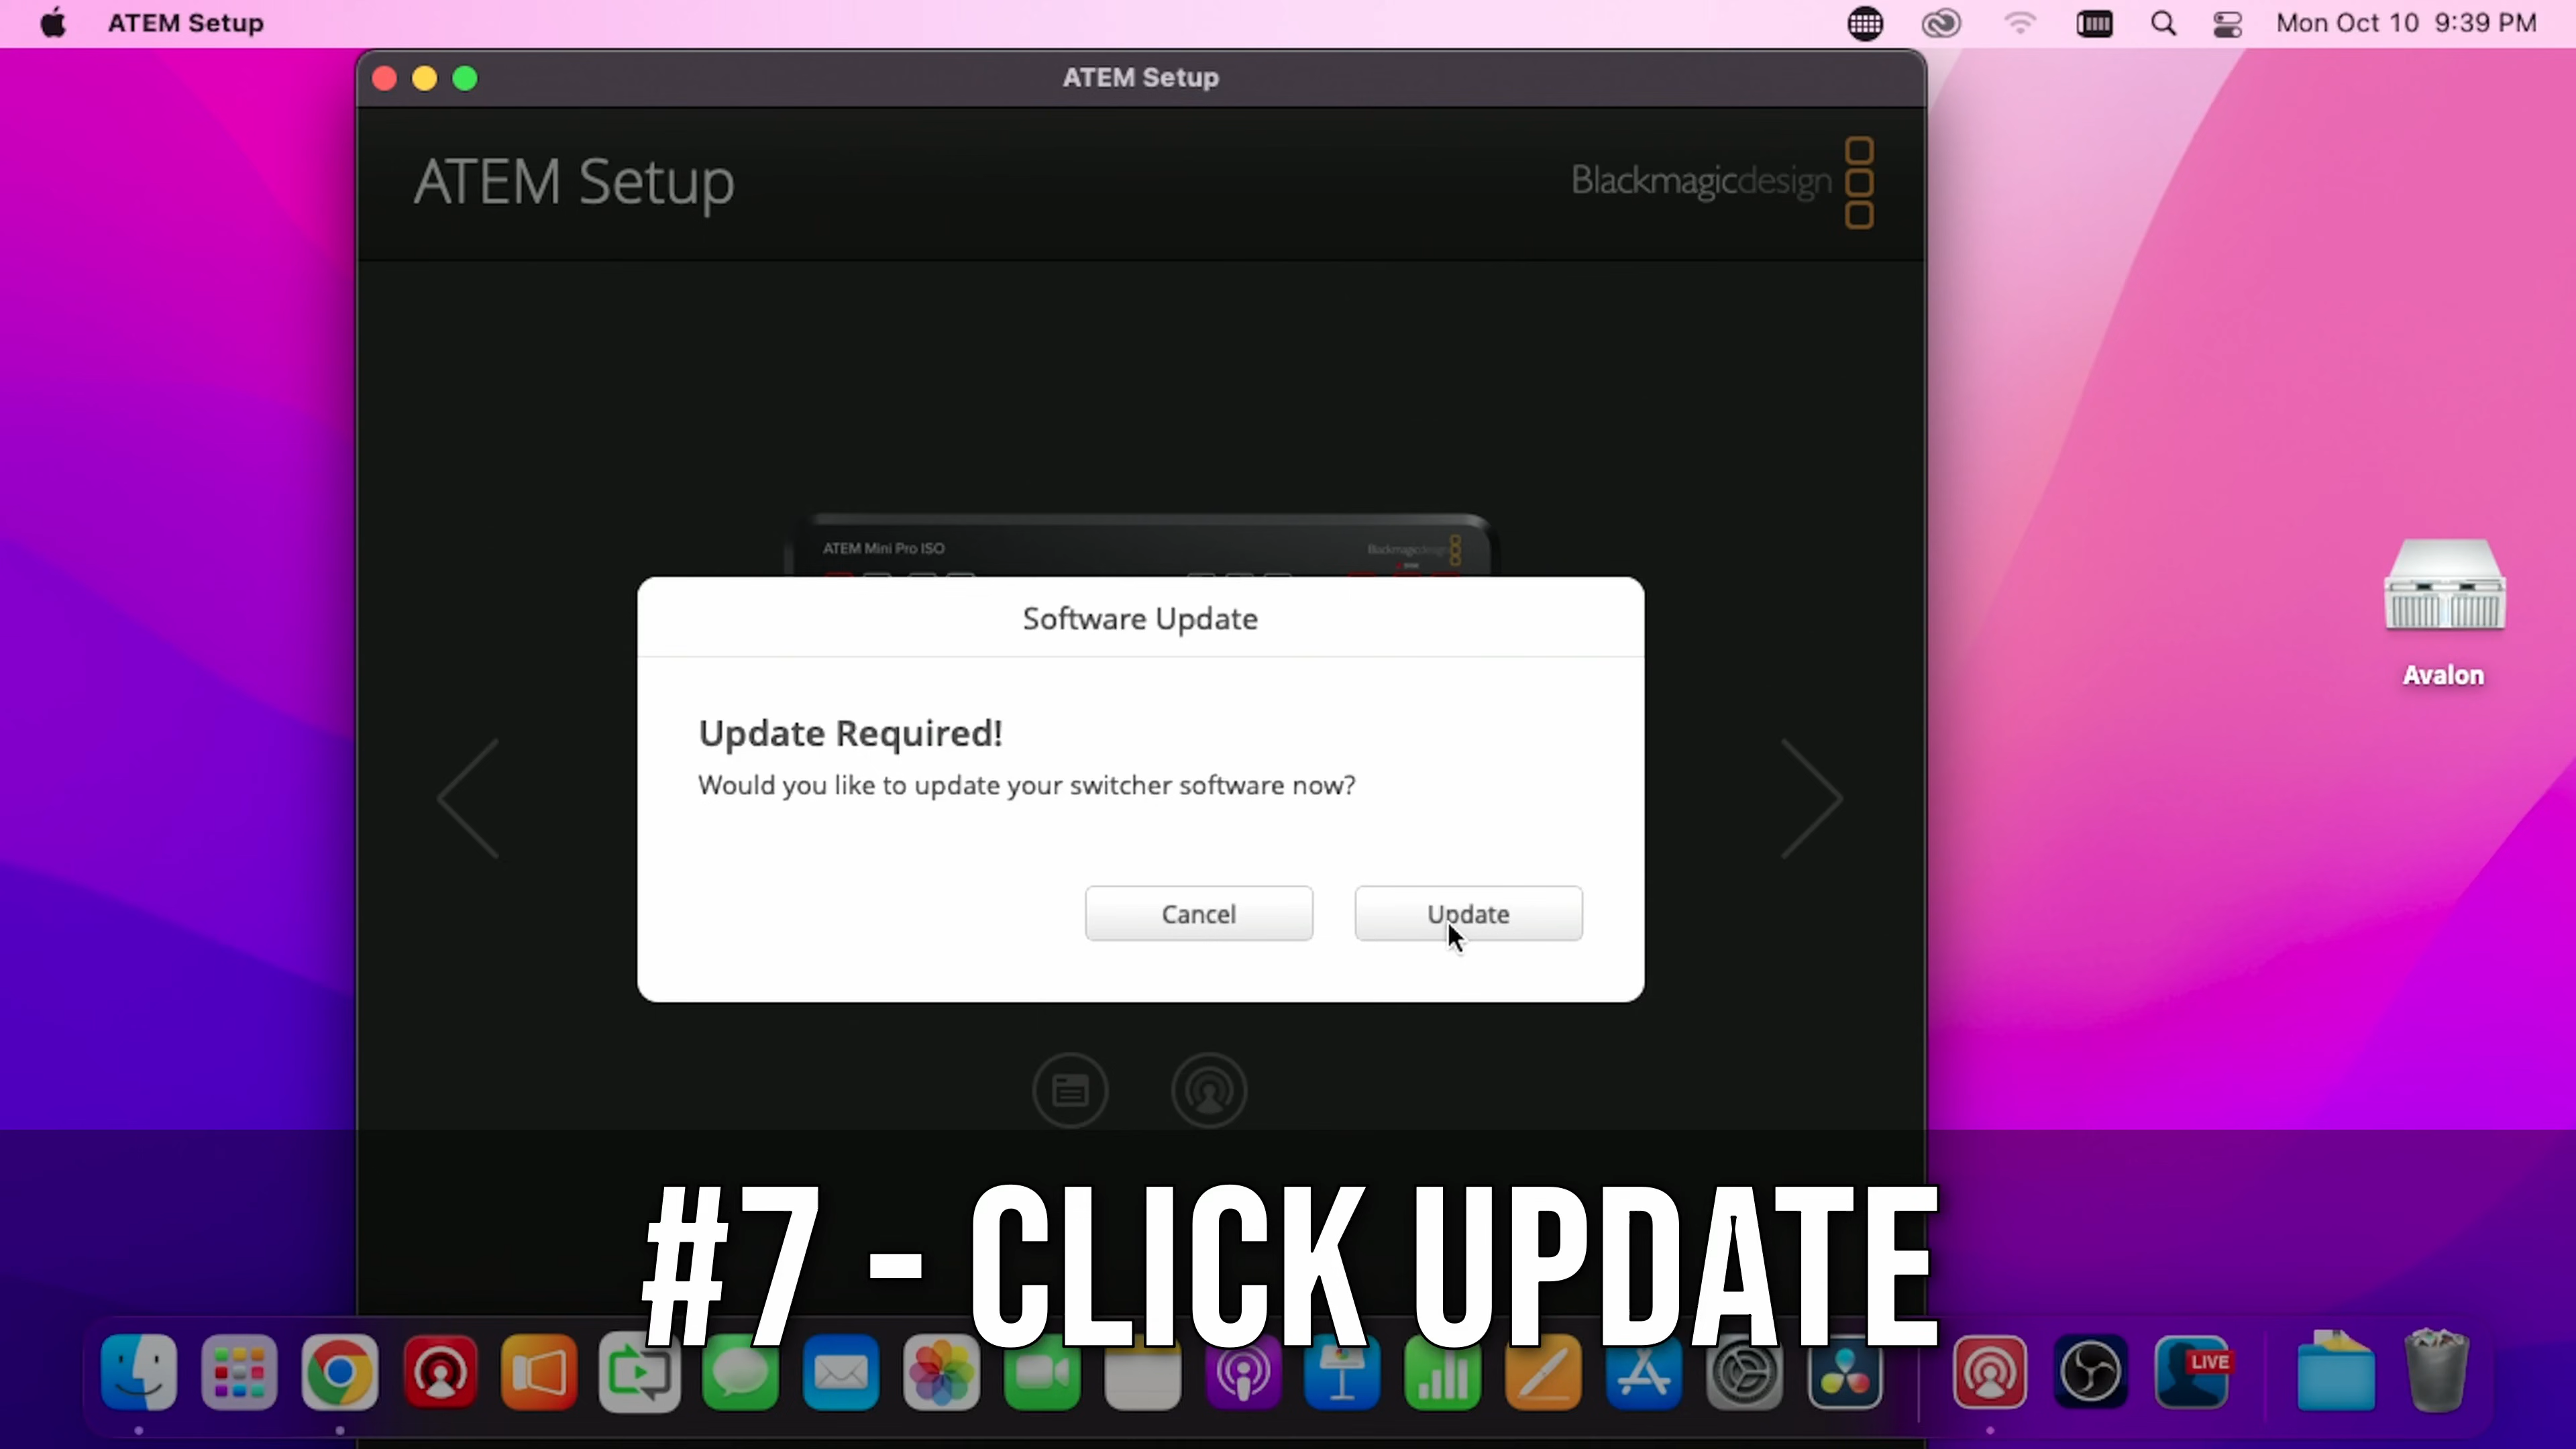 ATEM Setup
Mon Oct 10 9:39 PM
ATEM Setup
ATEM Setup
Blackmagicdesign
ATEM Mini Pro ISO
Blackmagicdesign
Software Update
Update Required!
Would you like to update your switcher software now?
Cancel
Update
Avalon
#7 - CLICK UPDATE
LIVE